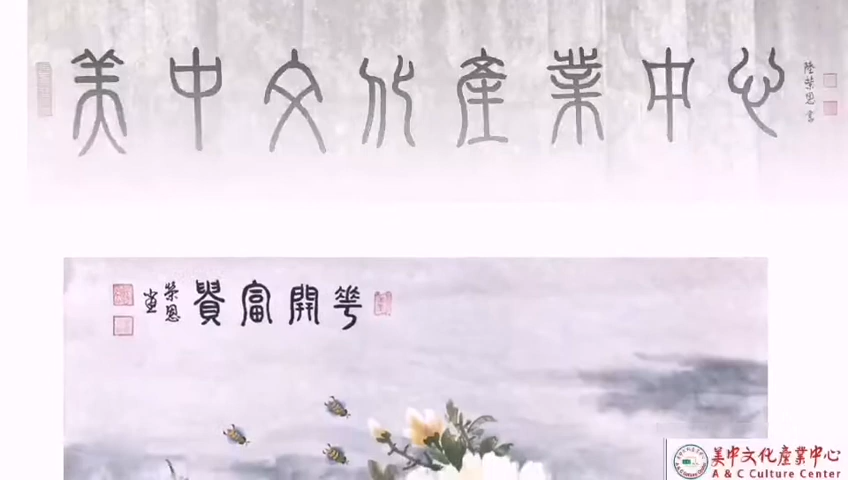 美中文化產業中心
陸榮恩書
花開富貴
榮恩畫
美中文化產業中心
A & C Culture Center